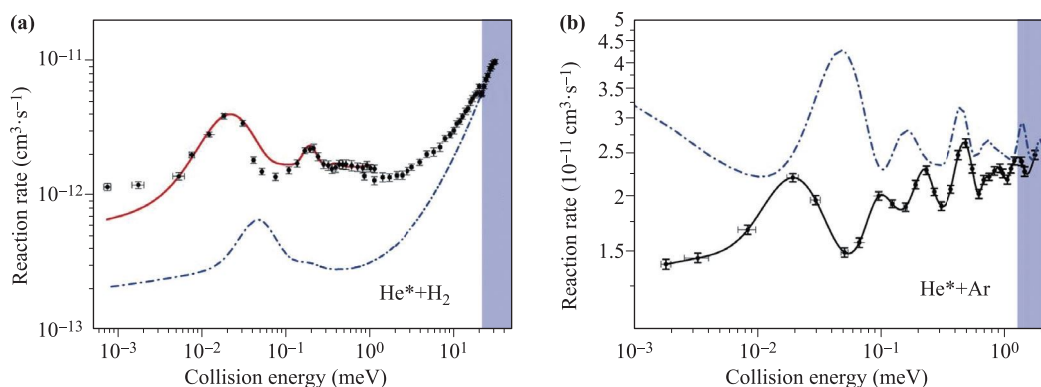 (a)
10⁻¹¹
10⁻¹²
10⁻¹³
Reaction rate (cm³·s⁻¹)
He*+H₂
10⁻³ 10⁻² 10⁻¹ 10⁰ 10¹
Collision energy (meV)
(b)
5
4.5
4
3.5
3
2.5
2
1.5
Reaction rate (10⁻¹¹ cm³·s⁻¹)
He*+Ar
10⁻³ 10⁻² 10⁻¹ 10⁰
Collision energy (meV)